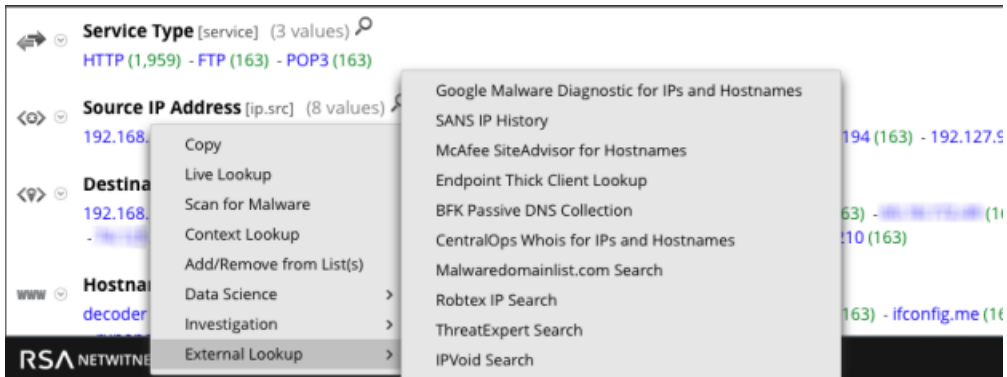 Service Type [service] (3 values)
HTTP (1,959) - FTP (163) - POP3 (163)
Source IP Address [ip.src] (8 values)
192.168.
194 (163) - 192.127.9
Destina
192.168.
63) -
(1
-
10 (163)
Hostna
decoder
163) - ifconfig.me (16
Copy
Live Lookup
Scan for Malware
Context Lookup
Add/Remove from List(s)
Data Science >
Investigation >
External Lookup >
Google Malware Diagnostic for IPs and Hostnames
SANS IP History
McAfee SiteAdvisor for Hostnames
Endpoint Thick Client Lookup
BFK Passive DNS Collection
CentralOps Whois for IPs and Hostnames
Malwaredomainlist.com Search
Robtex IP Search
ThreatExpert Search
IPVoid Search
RSA NETWITNE